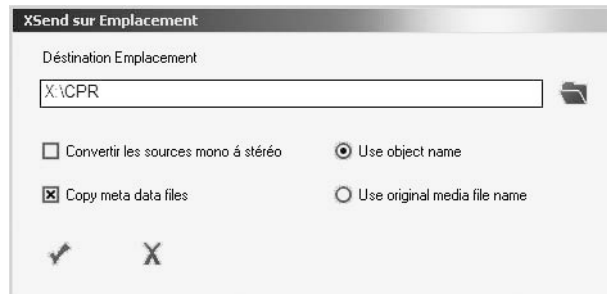 XSend sur Emplacement
Déstination Emplacement
X:\CPR
Convertir les sources mono á stéréo
Use object name
Copy meta data files
Use original media file name